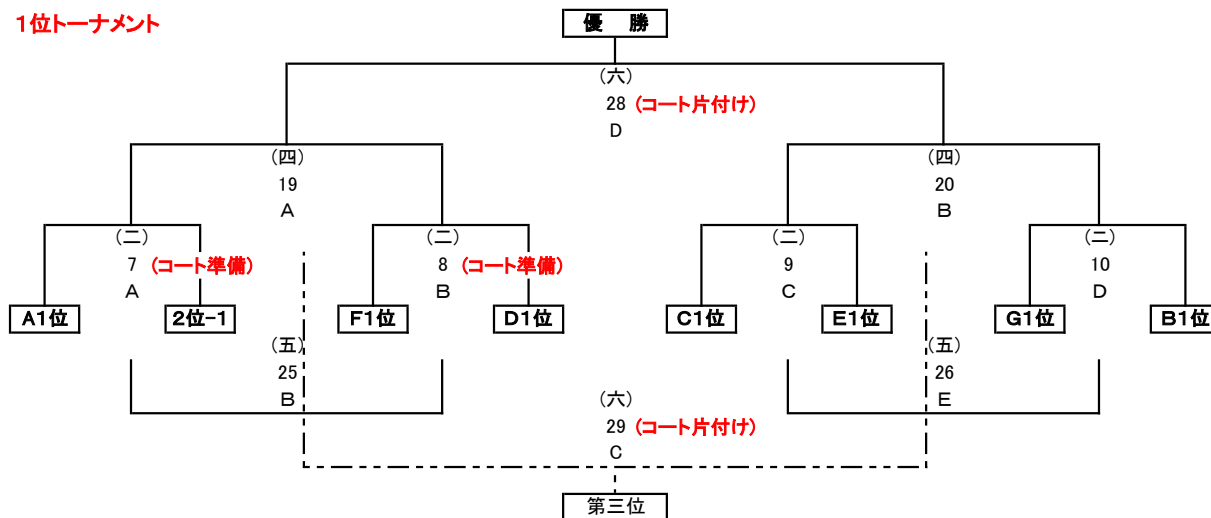 1位トーナメント
優　勝
(六)
28 (コート片付け)
D
(四)
19
A
(四)
20
B
(二)
7 (コート準備)
A
(二)
8 (コート準備)
B
(二)
9
C
(二)
10
D
A1位
2位-1
F1位
D1位
C1位
E1位
G1位
B1位
(五)
25
B
(五)
26
E
(六)
29 (コート片付け)
C
第三位